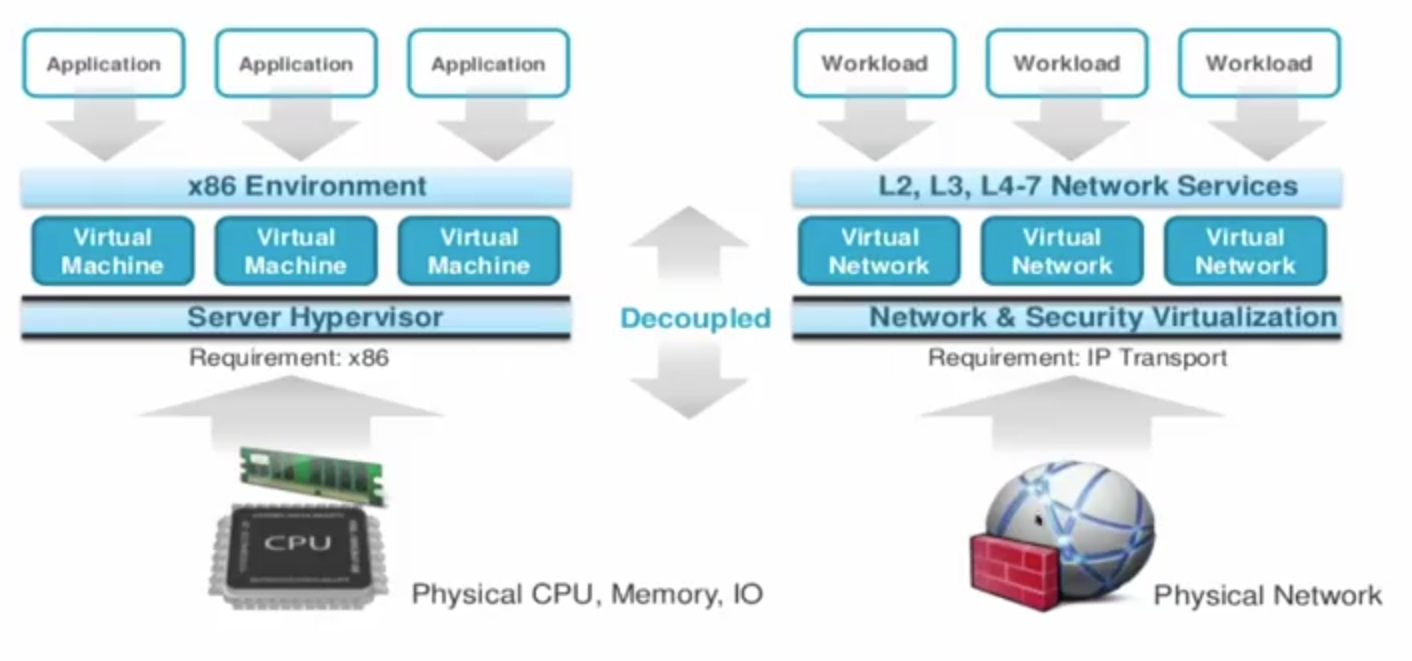 Application Application Application
x86 Environment
Virtual Machine
Virtual Machine
Virtual Machine
Server Hypervisor
Requirement: x86
CPU
Physical CPU, Memory, IO
Decoupled
Workload Workload Workload
L2, L3, L4-7 Network Services
Virtual Network
Virtual Network
Virtual Network
Network & Security Virtualization
Requirement: IP Transport
Physical Network